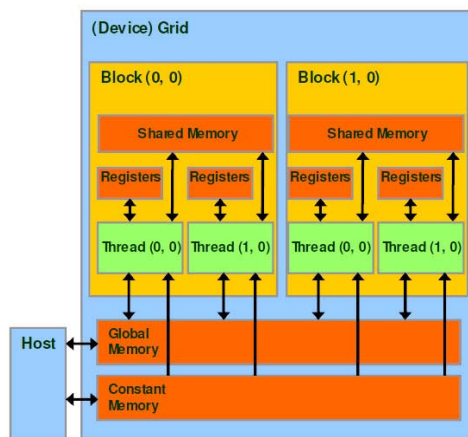 (Device) Grid
Block (0, 0)
Block (1, 0)
Shared Memory
Shared Memory
Registers
Registers
Registers
Registers
Thread (0, 0)
Thread (1, 0)
Thread (0, 0)
Thread (1, 0)
Host
Global
Memory
Constant
Memory